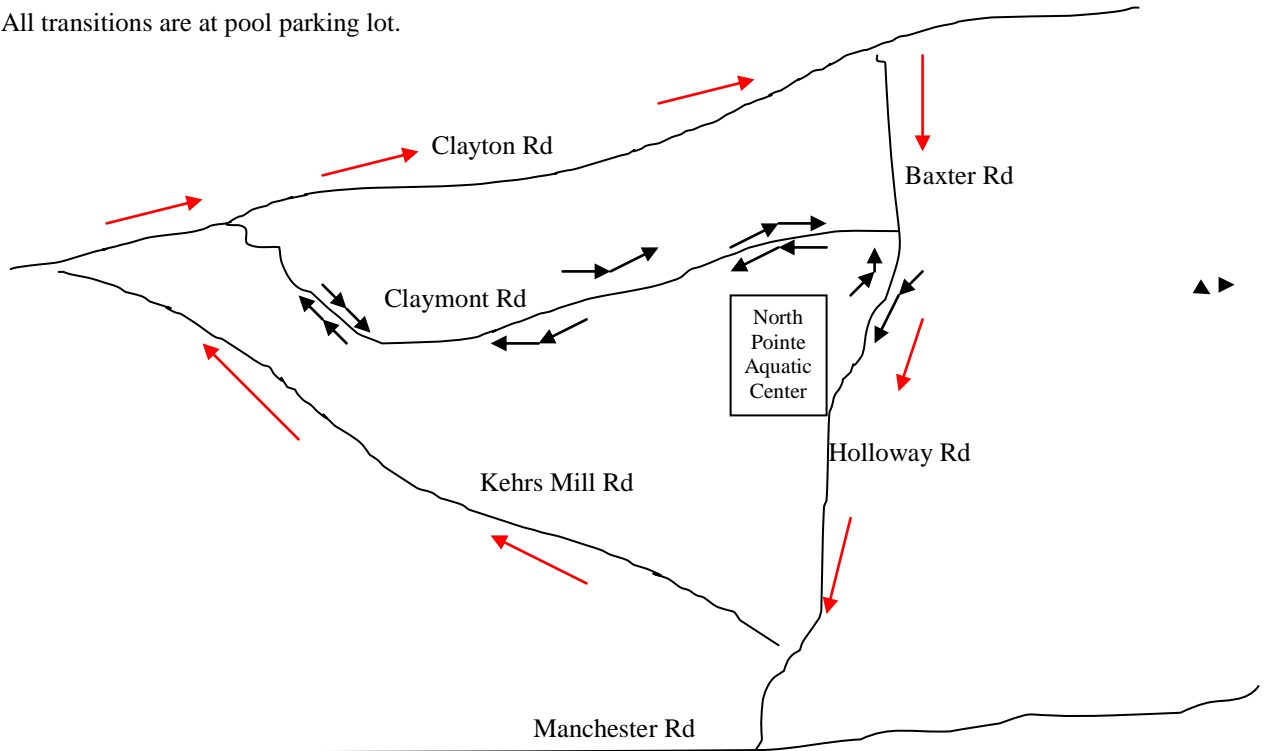 All transitions are at pool parking lot.
Clayton Rd
Baxter Rd
Claymont Rd
North
Pointe
Aquatic
Center
Holloway Rd
Kehrs Mill Rd
Manchester Rd